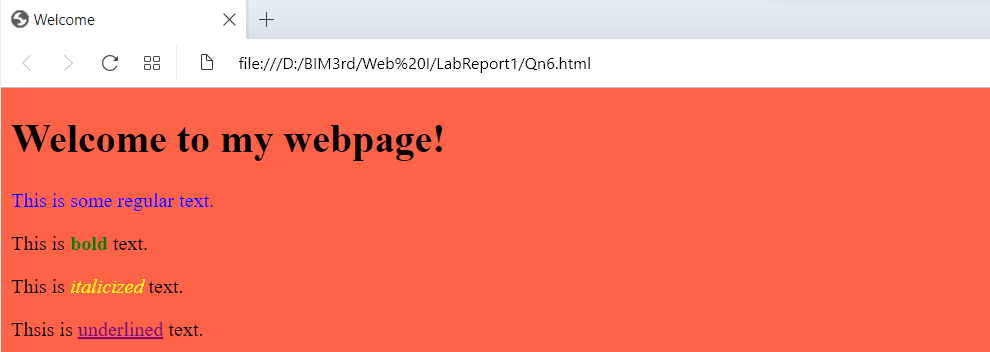 Welcome
file:///D:/BIM3rd/Web%20I/LabReport1/Qn6.html
Welcome to my webpage!
This is some regular text.
This is bold text.
This is italicized text.
Thsis is underlined text.